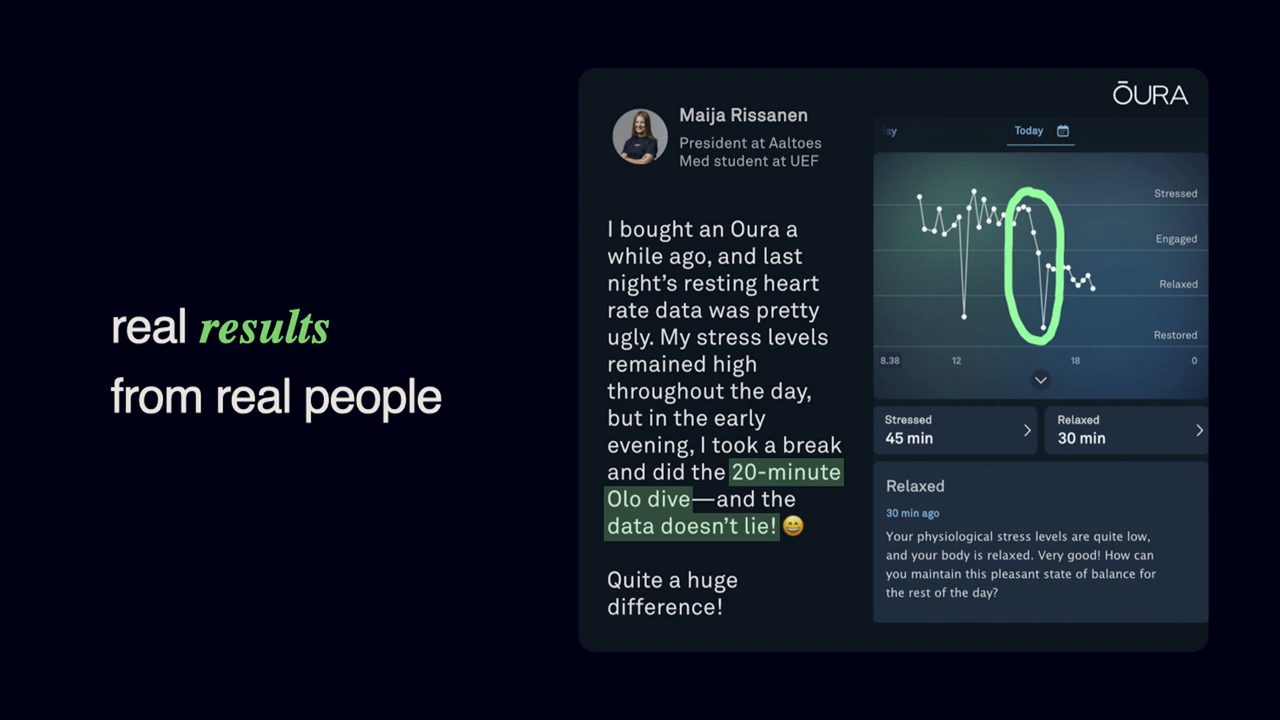 real results
from real people
Maija Rissanen
President at Aaltoes
Med student at UEF
I bought an Oura a
while ago, and last
night’s resting heart
rate data was pretty
ugly. My stress levels
remained high
throughout the day,
but in the early
evening, I took a break
and did the 20-minute
Olo dive—and the
data doesn’t lie! 😄
Quite a huge
difference!
ŌURA
ay
Today
Stressed
Engaged
Relaxed
Restored
8.38 12 18 0
Stressed
45 min
Relaxed
30 min
Relaxed
30 min ago
Your physiological stress levels are quite low,
and your body is relaxed. Very good! How can
you maintain this pleasant state of balance for
the rest of the day?